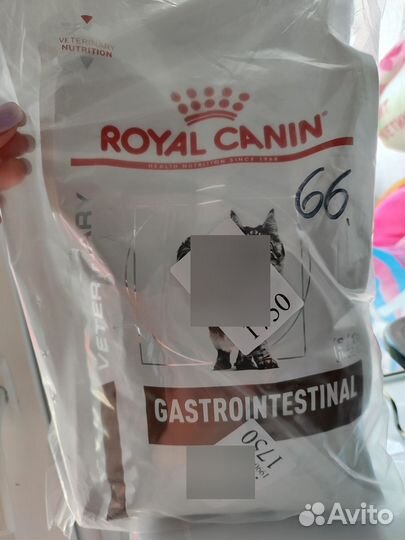 VETERINARY
NUTRITION
ROYAL CANIN
HEALTH NUTRITION SINCE 1968
66
VETERINARY
1750
GASTROINTESTINAL
1750
Avito